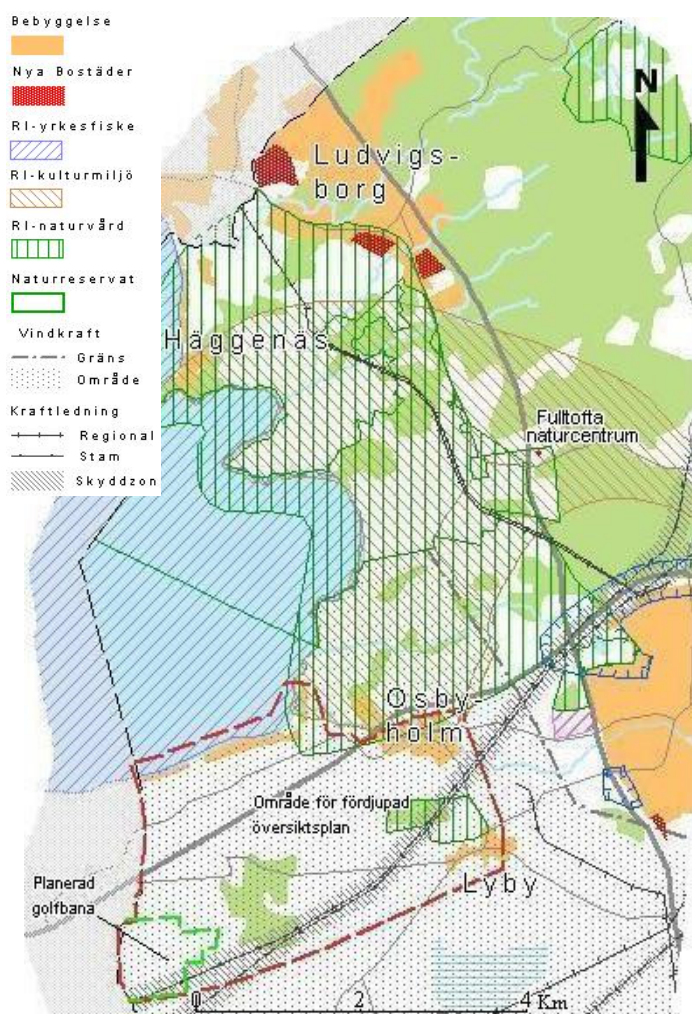 Bebyggelse
Nya Bostäder
RI-yrkesfiske
RI-kulturmiljö
RI-naturvård
Naturreservat
Vindkraft
Gräns
Område
Kraftledning
Regional
Stam
Skyddzon
N
Ludvigs-
borg
Häggenäs
Fulltofta
naturcentrum
Osby-
holm
Område för fördjupad
översiktsplan
Lyby
Planerad
golfbana
0 2 4 Km